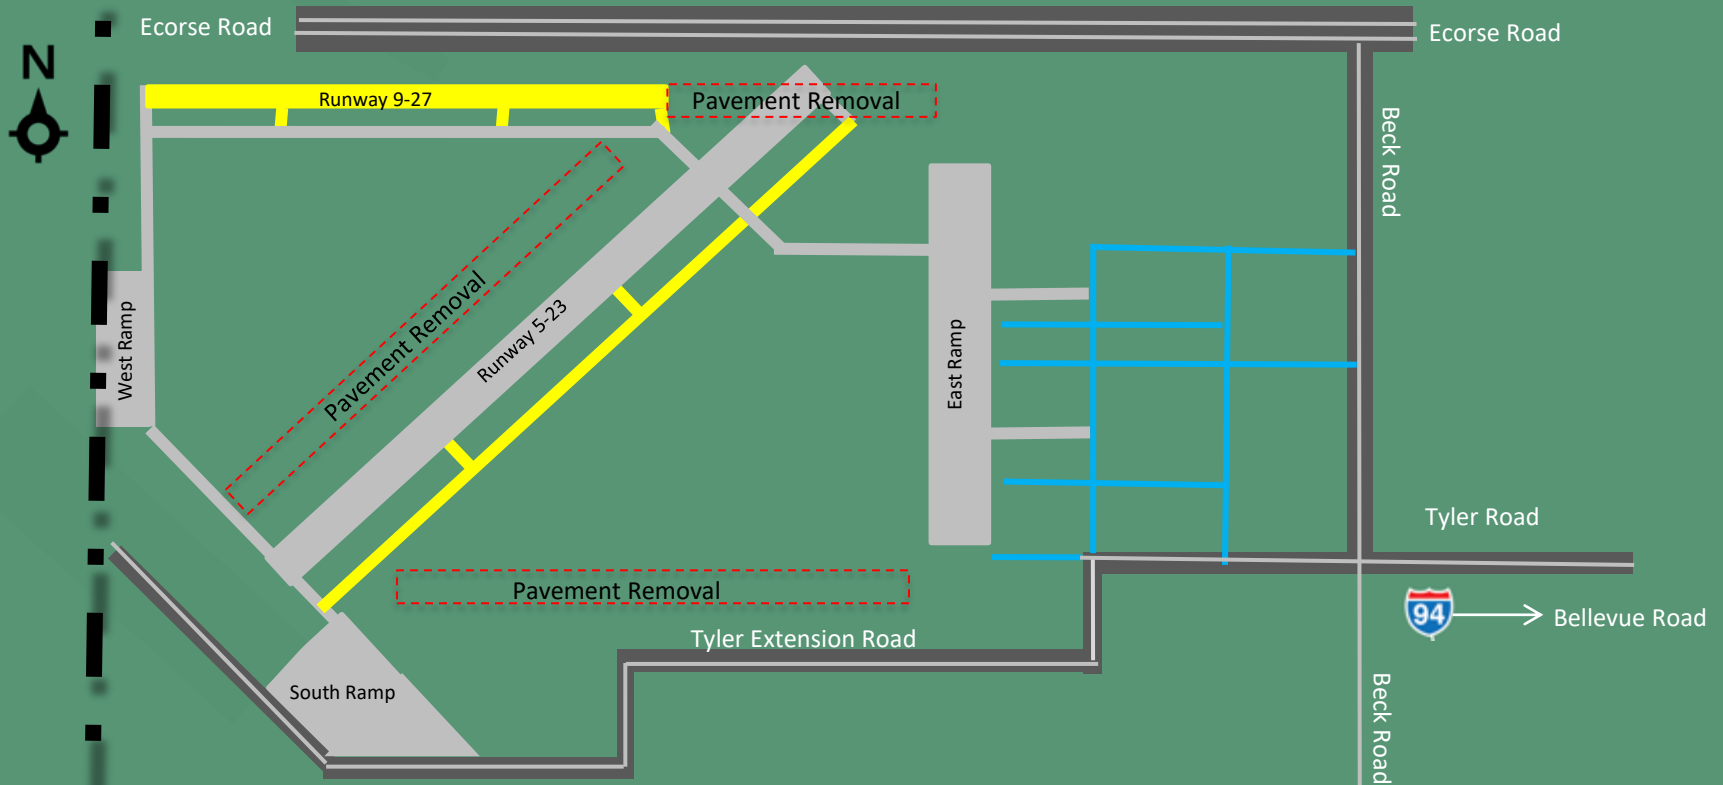 Ecorse Road
Ecorse Road
N
Runway 9-27
Pavement Removal
Beck Road
Pavement Removal
Runway 5-23
West Ramp
East Ramp
Tyler Road
Pavement Removal
94
Bellevue Road
Tyler Extension Road
South Ramp
Beck Road